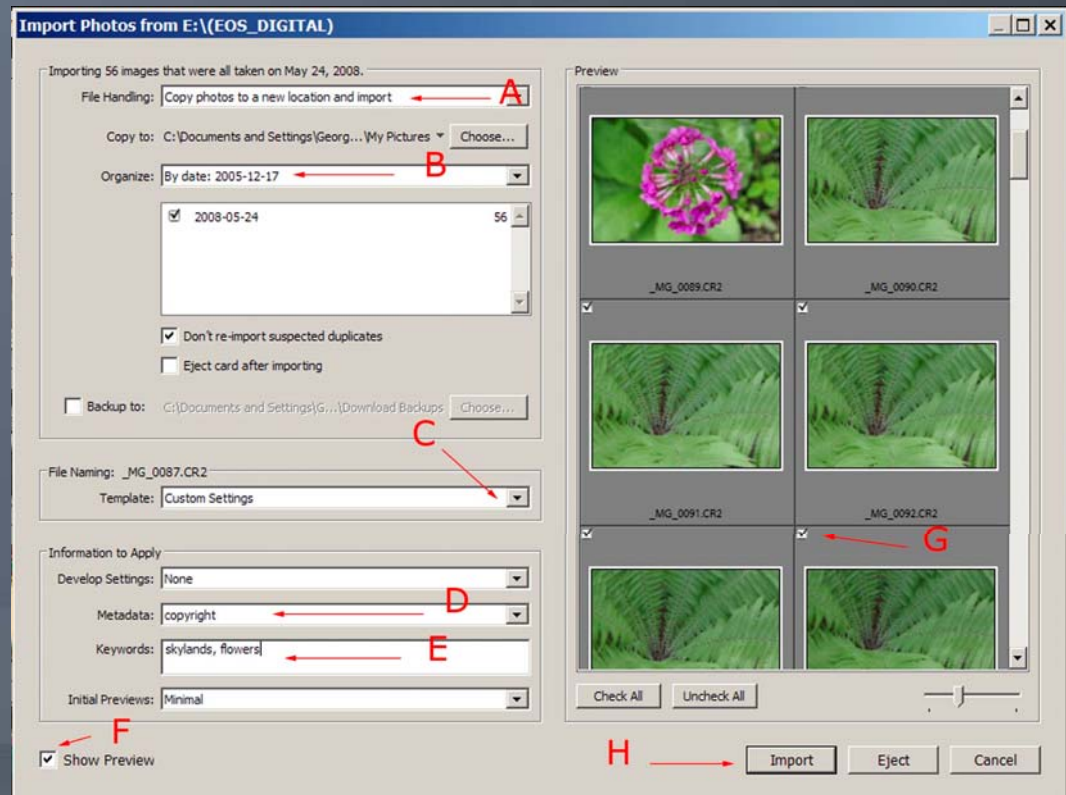 Import Photos from E:\(EOS_DIGITAL)
Importing 56 images that were all taken on May 24, 2008.
File Handling: Copy photos to a new location and import
A
Copy to: C:\Documents and Settings\Georg...\My Pictures Choose...
B
Organize: By date: 2005-12-17
2008-05-24 56
Don't re-import suspected duplicates
Eject card after importing
Backup to: C:\Documents and Settings\G...\Download Backups Choose...
C
File Naming: _MG_0087.CR2
Template: Custom Settings
Information to Apply
Develop Settings: None
Metadata: copyright
D
Keywords: skylands, flowers
E
Initial Previews: Minimal
F
Show Preview
Preview
_MG_0089.CR2 _MG_0090.CR2
_MG_0091.CR2 _MG_0092.CR2
G
Check All Uncheck All
H
Import Eject Cancel